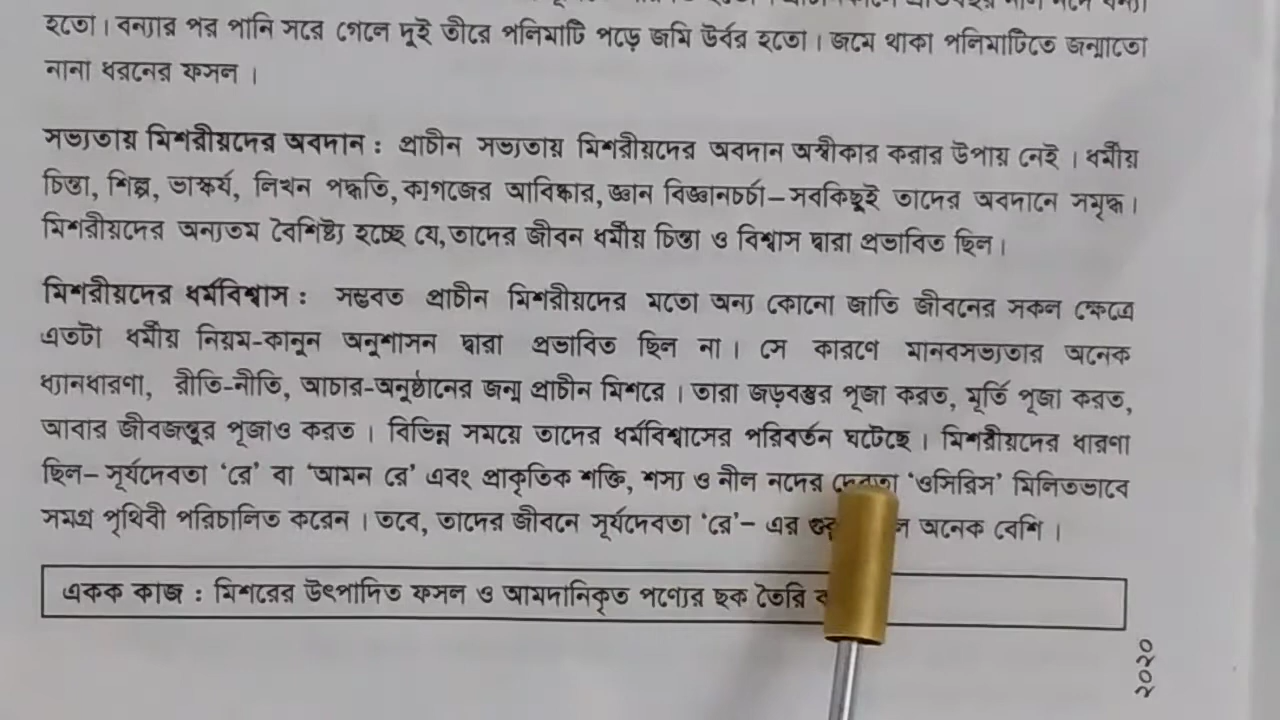 হতো। বন্যার পর পানি সরে গেলে দুই তীরে পলিমাটি পড়ে জমি উর্বর হতো। জমে থাকা পলিমাটিতে জন্মাতো
নানা ধরনের ফসল।
সভ্যতায় মিশরীয়দের অবদান : প্রাচীন সভ্যতায় মিশরীয়দের অবদান অস্বীকার করার উপায় নেই। ধর্মীয়
চিন্তা, শিল্প, ভাস্কর্য, লিখন পদ্ধতি, কাগজের আবিষ্কার, জ্ঞান বিজ্ঞানচর্চা– সবকিছুই তাদের অবদানে সমৃদ্ধ।
মিশরীয়দের অন্যতম বৈশিষ্ট্য হচ্ছে যে, তাদের জীবন ধর্মীয় চিন্তা ও বিশ্বাস দ্বারা প্রভাবিত ছিল।
মিশরীয়দের ধর্মবিশ্বাস : সম্ভবত প্রাচীন মিশরীয়দের মতো অন্য কোনো জাতি জীবনের সকল ক্ষেত্রে
এতটা ধর্মীয় নিয়ম-কানুন অনুশাসন দ্বারা প্রভাবিত ছিল না। সে কারণে মানবসভ্যতার অনেক
ধ্যানধারণা, রীতি-নীতি, আচার-অনুষ্ঠানের জন্ম প্রাচীন মিশরে। তারা জড়বস্তুর পূজা করত, মূর্তি পূজা করত,
আবার জীবজন্তুর পূজাও করত। বিভিন্ন সময়ে তাদের ধর্মবিশ্বাসের পরিবর্তন ঘটেছে। মিশরীয়দের ধারণা
ছিল– সূর্যদেবতা ‘রে’ বা ‘আমন রে’ এবং প্রাকৃতিক শক্তি, শস্য ও নীল নদের দেবতা ‘ওসিরিস’ মিলিতভাবে
সমগ্র পৃথিবী পরিচালিত করেন। তবে, তাদের জীবনে সূর্যদেবতা ‘রে’– এর অনেক বেশি।
একক কাজ : মিশরের উৎপাদিত ফসল ও আমদানিকৃত পণ্যের ছক তৈরি
২০২০